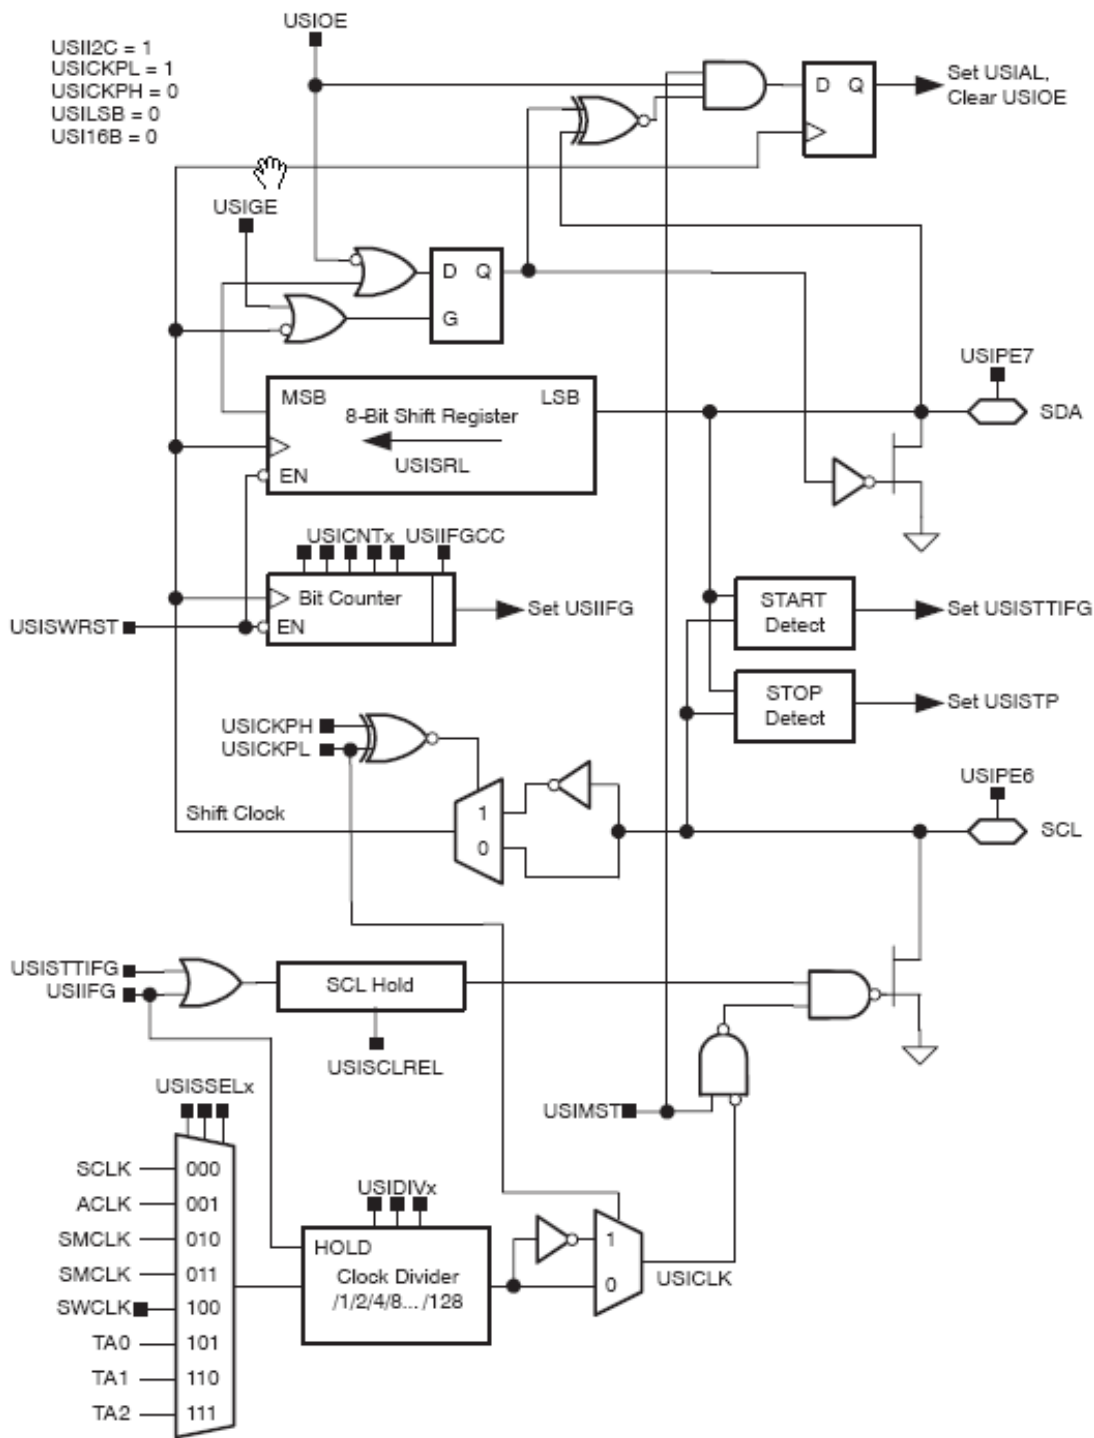 USIOE
USII2C = 1
USICKPL = 1
USICKPH = 0
USILSB = 0
USI16B = 0
D Q
Set USIAL,
Clear USIOE
USIGE
D Q
G
USIPE7
SDA
MSB
LSB
8-Bit Shift Register
USISRL
EN
USICNTx
USIIFGCC
Bit Counter
Set USIIFG
USISWRST
EN
START
Detect
Set USISTTIFG
STOP
Detect
Set USISTP
USICKPH
USICKPL
USIPE6
Shift Clock
1
0
SCL
USISTTIFG
USIIFG
SCL Hold
USISCLREL
USISSELx
USIMST
SCLK
000
ACLK
001
SMCLK
010
SMCLK
011
SWCLK
100
TA0
101
TA1
110
TA2
111
USIDIVx
HOLD
Clock Divider
/1/2/4/8... /128
1
0
USICLK